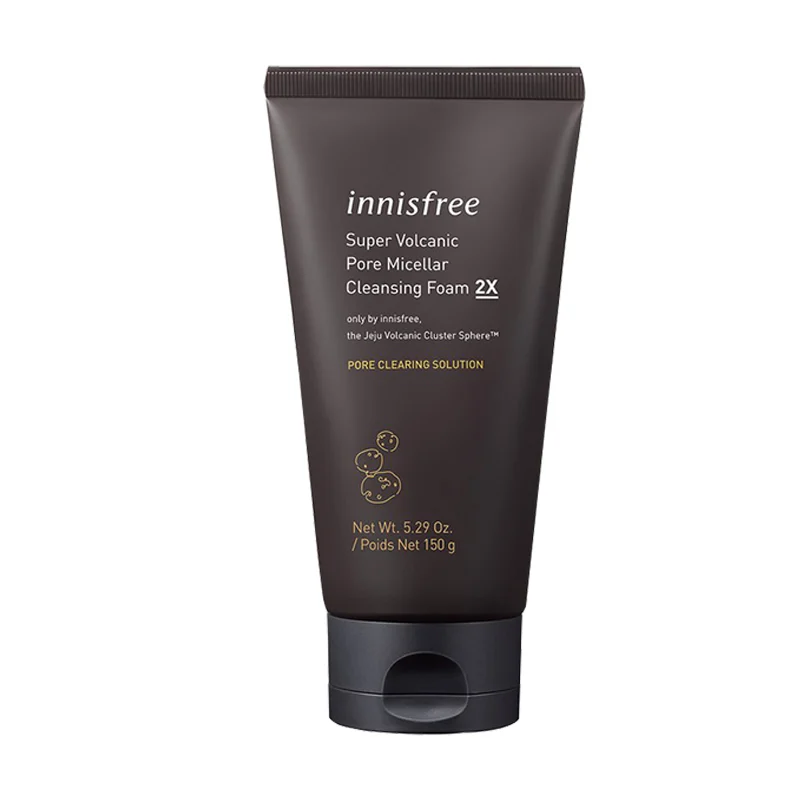 innisfree
Super Volcanic
Pore Micellar
Cleansing Foam 2X
only by innisfree,
the Jeju Volcanic Cluster Sphere™
PORE CLEARING SOLUTION
Net Wt. 5.29 Oz.
/ Poids Net 150 g